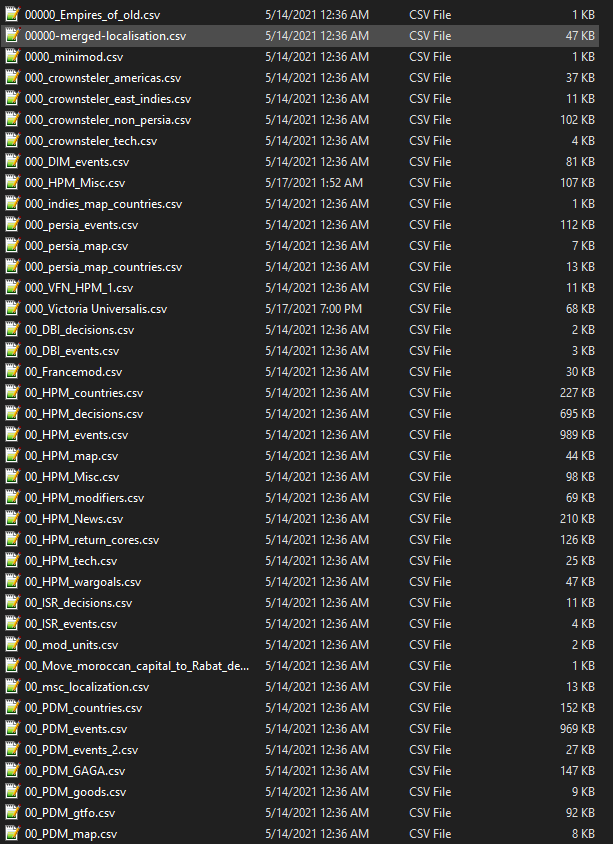 00000_Empires_of_old.csv 5/14/2021 12:36 AM CSV File 1 KB
00000-merged-localisation.csv 5/14/2021 12:36 AM CSV File 47 KB
0000_minimod.csv 5/14/2021 12:36 AM CSV File 1 KB
000_crownsteler_americas.csv 5/14/2021 12:36 AM CSV File 37 KB
000_crownsteler_east_indies.csv 5/14/2021 12:36 AM CSV File 11 KB
000_crownsteler_non_persia.csv 5/14/2021 12:36 AM CSV File 102 KB
000_crownsteler_tech.csv 5/14/2021 12:36 AM CSV File 4 KB
000_DIM_events.csv 5/14/2021 12:36 AM CSV File 81 KB
000_HPM_Misc.csv 5/17/2021 1:52 AM CSV File 107 KB
000_indies_map_countries.csv 5/14/2021 12:36 AM CSV File 1 KB
000_persia_events.csv 5/14/2021 12:36 AM CSV File 112 KB
000_persia_map.csv 5/14/2021 12:36 AM CSV File 7 KB
000_persia_map_countries.csv 5/14/2021 12:36 AM CSV File 13 KB
000_VFN_HPM_1.csv 5/14/2021 12:36 AM CSV File 11 KB
000_Victoria Universalis.csv 5/17/2021 7:00 PM CSV File 68 KB
00_DBI_decisions.csv 5/14/2021 12:36 AM CSV File 2 KB
00_DBI_events.csv 5/14/2021 12:36 AM CSV File 3 KB
00_Francemod.csv 5/14/2021 12:36 AM CSV File 30 KB
00_HPM_countries.csv 5/14/2021 12:36 AM CSV File 227 KB
00_HPM_decisions.csv 5/14/2021 12:36 AM CSV File 695 KB
00_HPM_events.csv 5/14/2021 12:36 AM CSV File 989 KB
00_HPM_map.csv 5/14/2021 12:36 AM CSV File 44 KB
00_HPM_Misc.csv 5/14/2021 12:36 AM CSV File 98 KB
00_HPM_modifiers.csv 5/14/2021 12:36 AM CSV File 69 KB
00_HPM_News.csv 5/14/2021 12:36 AM CSV File 210 KB
00_HPM_return_cores.csv 5/14/2021 12:36 AM CSV File 126 KB
00_HPM_tech.csv 5/14/2021 12:36 AM CSV File 25 KB
00_HPM_wargoals.csv 5/14/2021 12:36 AM CSV File 47 KB
00_ISR_decisions.csv 5/14/2021 12:36 AM CSV File 11 KB
00_ISR_events.csv 5/14/2021 12:36 AM CSV File 4 KB
00_mod_units.csv 5/14/2021 12:36 AM CSV File 2 KB
00_Move_moroccan_capital_to_Rabat_de... 5/14/2021 12:36 AM CSV File 1 KB
00_msc_localization.csv 5/14/2021 12:36 AM CSV File 13 KB
00_PDM_countries.csv 5/14/2021 12:36 AM CSV File 152 KB
00_PDM_events.csv 5/14/2021 12:36 AM CSV File 969 KB
00_PDM_events_2.csv 5/14/2021 12:36 AM CSV File 27 KB
00_PDM_GAGA.csv 5/14/2021 12:36 AM CSV File 147 KB
00_PDM_goods.csv 5/14/2021 12:36 AM CSV File 9 KB
00_PDM_gtfo.csv 5/14/2021 12:36 AM CSV File 92 KB
00_PDM_map.csv 5/14/2021 12:36 AM CSV File 8 KB